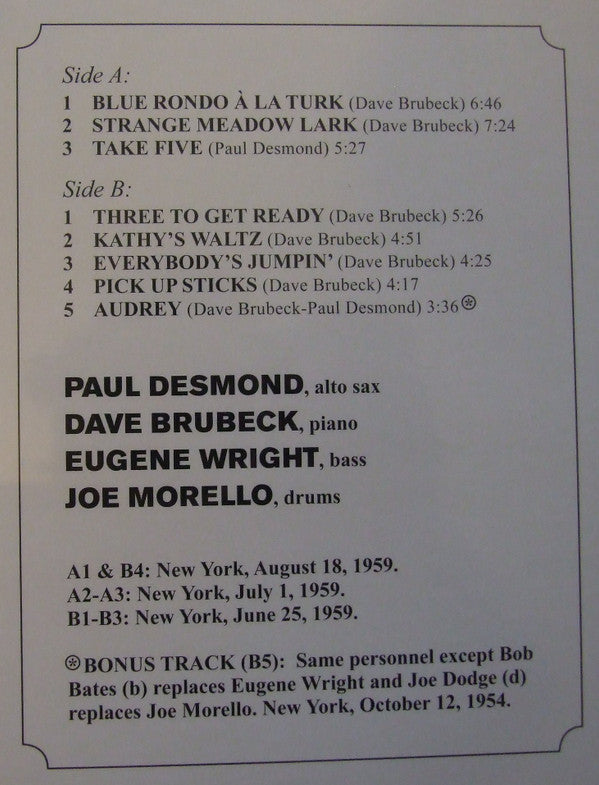 Side A:
1 BLUE RONDO À LA TURK (Dave Brubeck) 6:46
2 STRANGE MEADOW LARK (Dave Brubeck) 7:24
3 TAKE FIVE (Paul Desmond) 5:27
Side B:
1 THREE TO GET READY (Dave Brubeck) 5:26
2 KATHY'S WALTZ (Dave Brubeck) 4:51
3 EVERYBODY'S JUMPIN' (Dave Brubeck) 4:25
4 PICK UP STICKS (Dave Brubeck) 4:17
5 AUDREY (Dave Brubeck-Paul Desmond) 3:36⊛
PAUL DESMOND, alto sax
DAVE BRUBECK, piano
EUGENE WRIGHT, bass
JOE MORELLO, drums
A1 & B4: New York, August 18, 1959.
A2-A3: New York, July 1, 1959.
B1-B3: New York, June 25, 1959.
⊛BONUS TRACK (B5): Same personnel except Bob
Bates (b) replaces Eugene Wright and Joe Dodge (d)
replaces Joe Morello. New York, October 12, 1954.